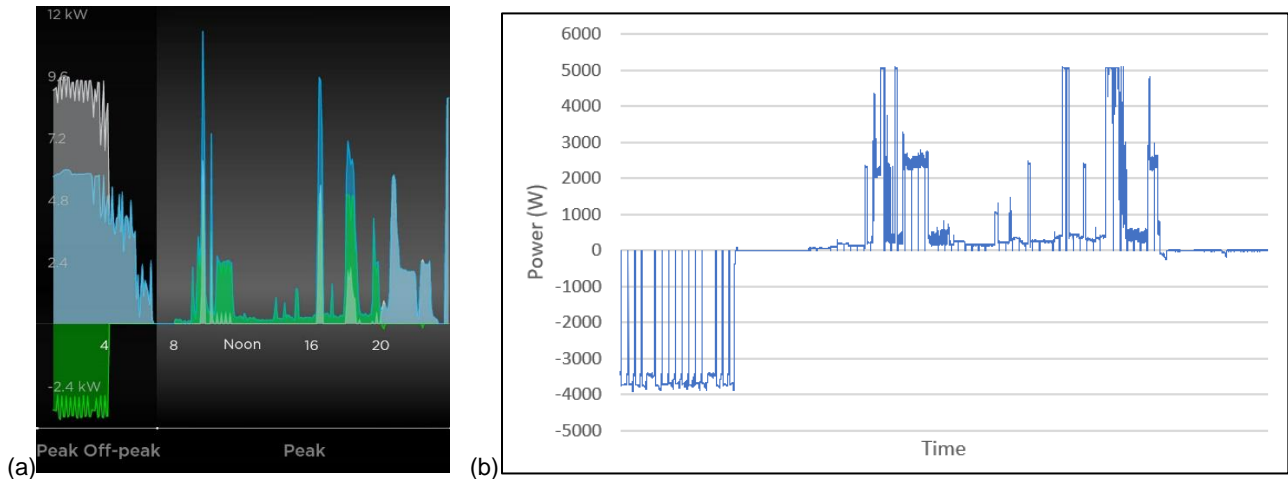 12 kW
9.6
7.2
4.8
2.4
4 8 Noon 16 20
-2.4 kW
Peak Off-peak Peak
(a)
6000
5000
4000
3000
2000
1000
0
-1000
-2000
-3000
-4000
-5000
Power (W)
Time
(b)